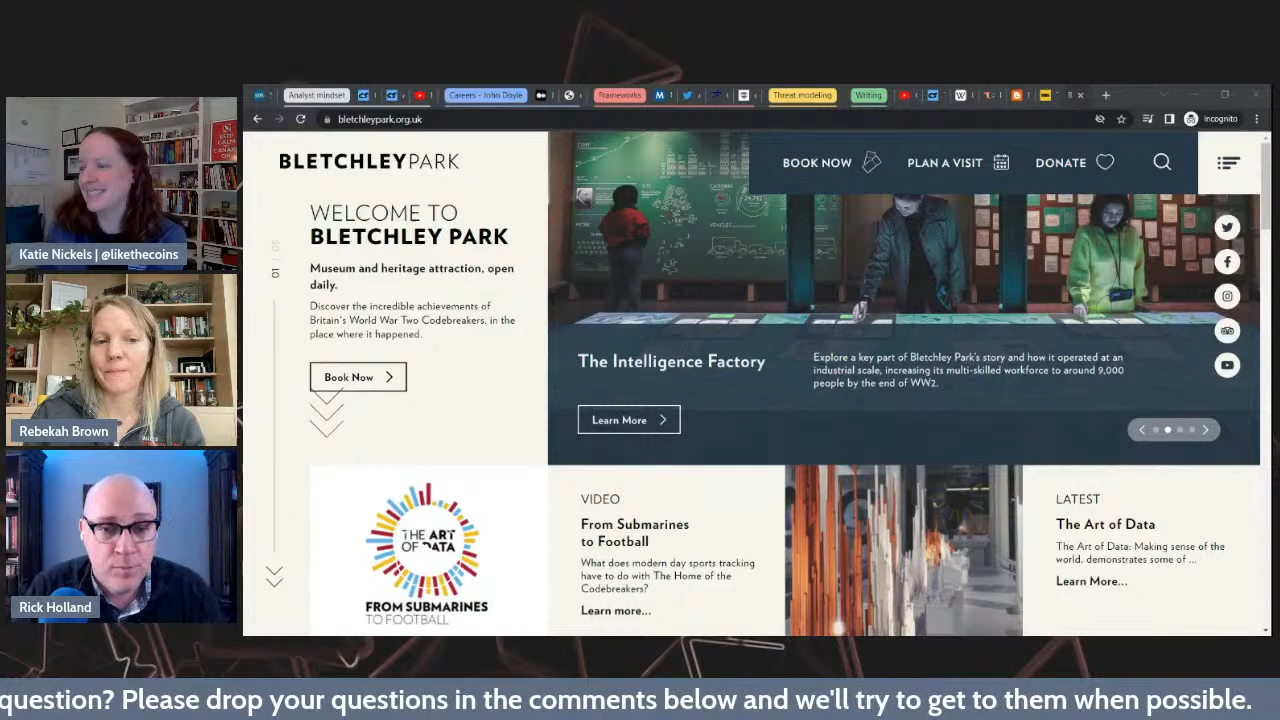 Katie Nickels | @likethecoins
Rebekah Brown
Rick Holland
Analyst mindset
Careers - John Doyle
Frameworks
Threat modeling
Writing
bletchleypark.org.uk
Incognito
BLETCHLEYPARK
BOOK NOW
PLAN A VISIT
DONATE
WELCOME TO
BLETCHLEY PARK
Museum and heritage attraction, open
daily.
Discover the incredible achievements of
Britain's World War Two Codebreakers, in the
place where it happened.
Book Now
01 / 05
The Intelligence Factory
Explore a key part of Bletchley Park's story and how it operated at an
industrial scale, increasing its multi-skilled workforce to around 9,000
people by the end of WW2.
Learn More
THE ART
OF DATA
FROM SUBMARINES
TO FOOTBALL
VIDEO
From Submarines
to Football
What does modern day sports tracking
have to do with The Home of the
Codebreakers?
Learn more...
LATEST
The Art of Data
The Art of Data: Making sense of the
world, demonstrates some of ...
Learn More...
question? Please drop your questions in the comments below and we'll try to get to them when possible.